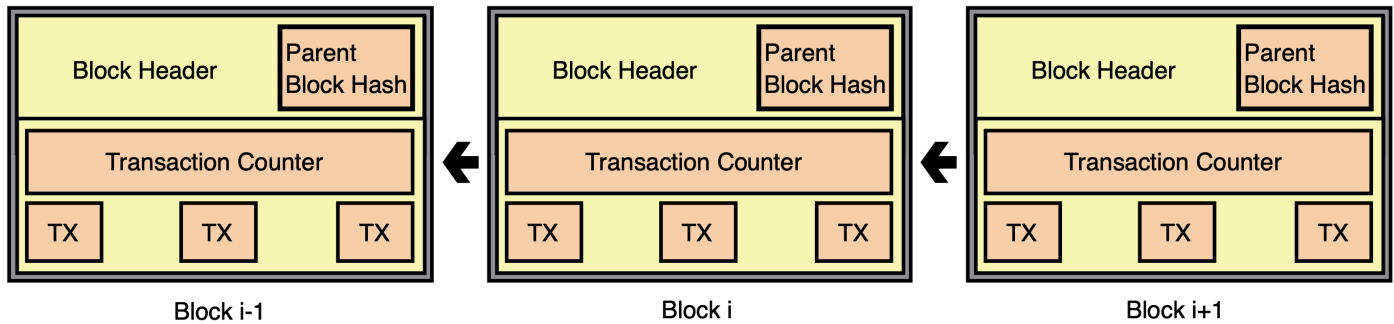 Block Header
Parent
Block Hash
Transaction Counter
TX TX TX
Block i-1
Block Header
Parent
Block Hash
Transaction Counter
TX TX TX
Block i
Block Header
Parent
Block Hash
Transaction Counter
TX TX TX
Block i+1